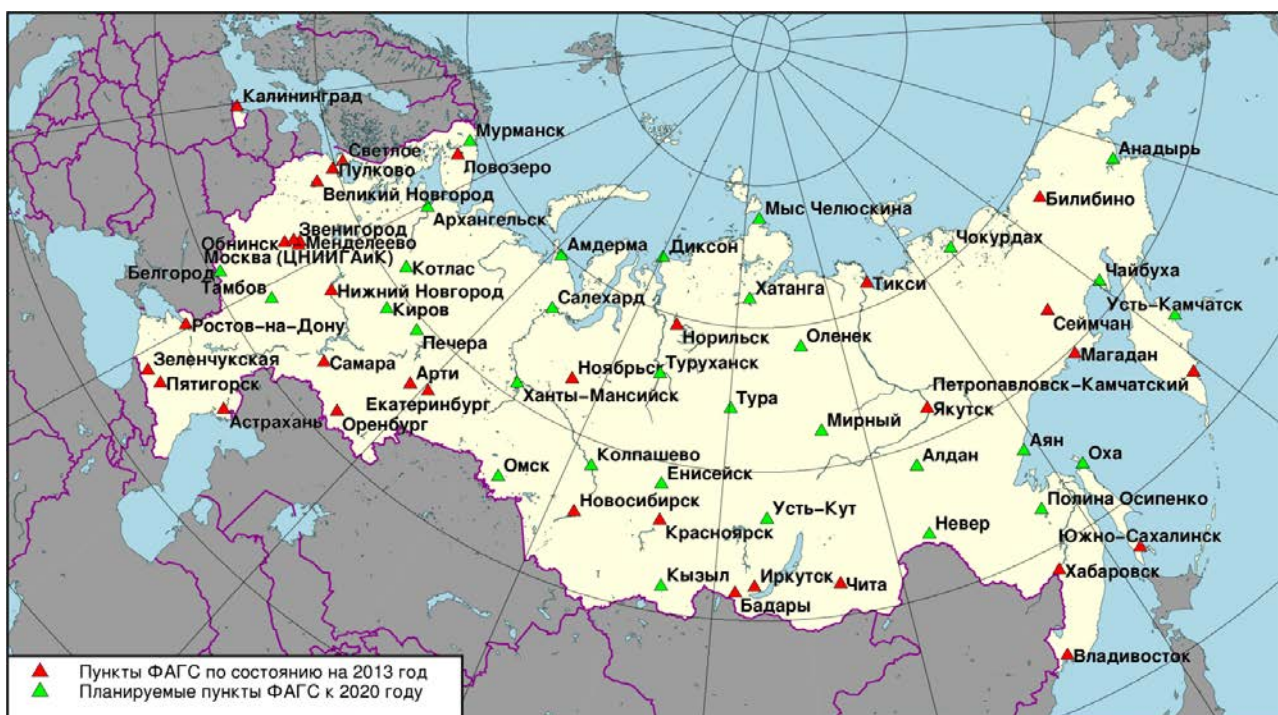 Калининград
Мурманск
Светлое
Ловозеро
Пулково
Великий Новгород
Анадырь
Билибино
Архангельск
Мыс Челюскина
Звенигород
Обнинск
Менделеево
Москва (ЦНИИГАиК)
Амдерма
Диксон
Чокурдах
Белгород
Котлас
Тамбов
Нижний Новгород
Салехард
Хатанга
Тикси
Чайбуха
Киров
Усть-Камчатск
Ростов-на-Дону
Печера
Норильск
Оленек
Сеймчан
Зеленчукская
Самара
Магадан
Пятигорск
Арти
Ноябрьск
Туруханск
Петропавловск-Камчатский
Екатеринбург
Ханты-Мансийск
Тура
Якутск
Астрахань
Оренбург
Мирный
Колпашево
Алдан
Аян
Оха
Омск
Енисейск
Новосибирск
Полина Осипенко
Усть-Кут
Красноярск
Невер
Южно-Сахалинск
Хабаровск
Кызыл
Иркутск
Чита
Бадары
Владивосток
Пункты ФАГС по состоянию на 2013 год
Планируемые пункты ФАГС к 2020 году